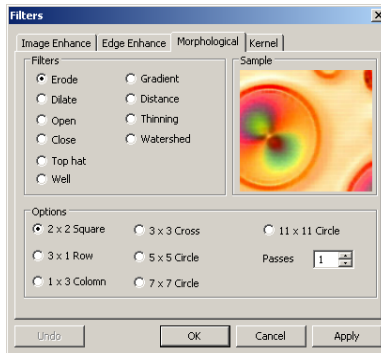 Filters
Image Enhance Edge Enhance Morphological Kernel
Filters
Erode Gradient
Dilate Distance
Open Thinning
Close Watershed
Top hat
Well
Sample
Options
2 x 2 Square 3 x 3 Cross 11 x 11 Circle
3 x 1 Row 5 x 5 Circle Passes 1
1 x 3 Colomn 7 x 7 Circle
Undo OK Cancel Apply